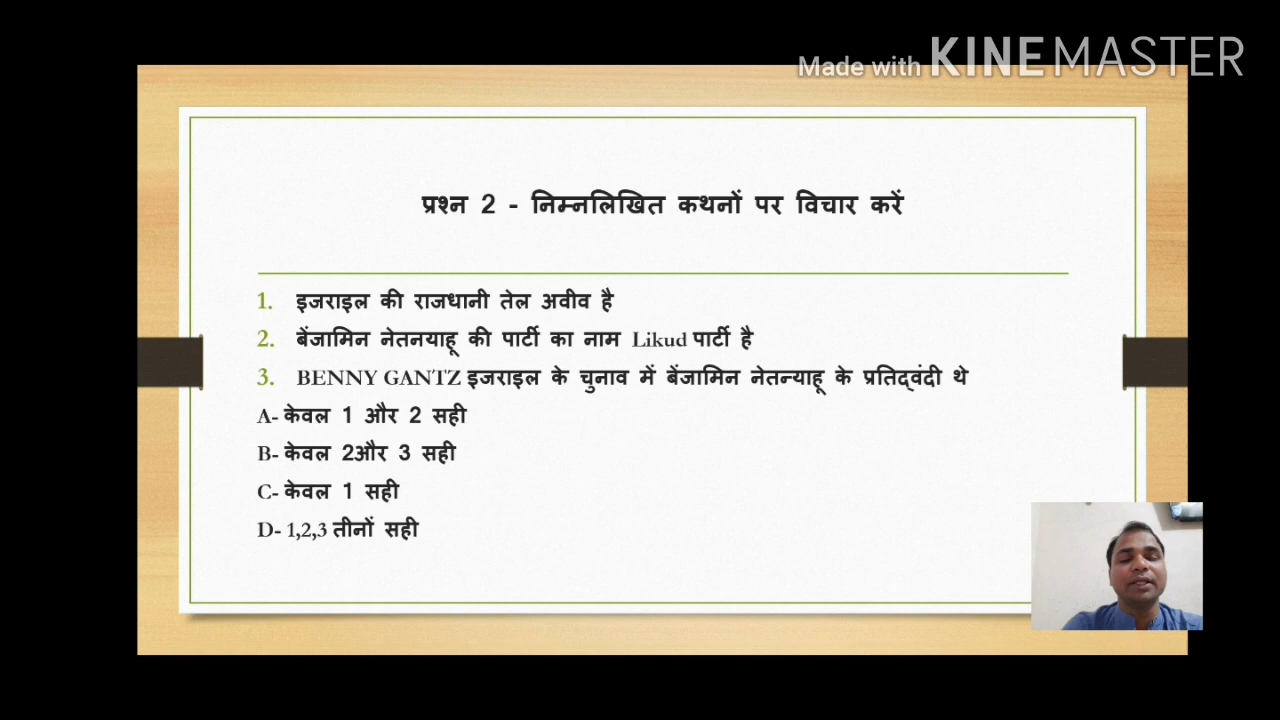 Made with KINEMASTER
प्रश्न 2 - निम्नलिखित कथनों पर विचार करें
1. इजराइल की राजधानी तेल अवीव है
2. बेंजामिन नेतनयाहू की पार्टी का नाम Likud पार्टी है
3. BENNY GANTZ इजराइल के चुनाव में बेंजामिन नेतन्याहू के प्रतिद्वंदी थे
A- केवल 1 और 2 सही
B- केवल 2और 3 सही
C- केवल 1 सही
D- 1,2,3 तीनों सही